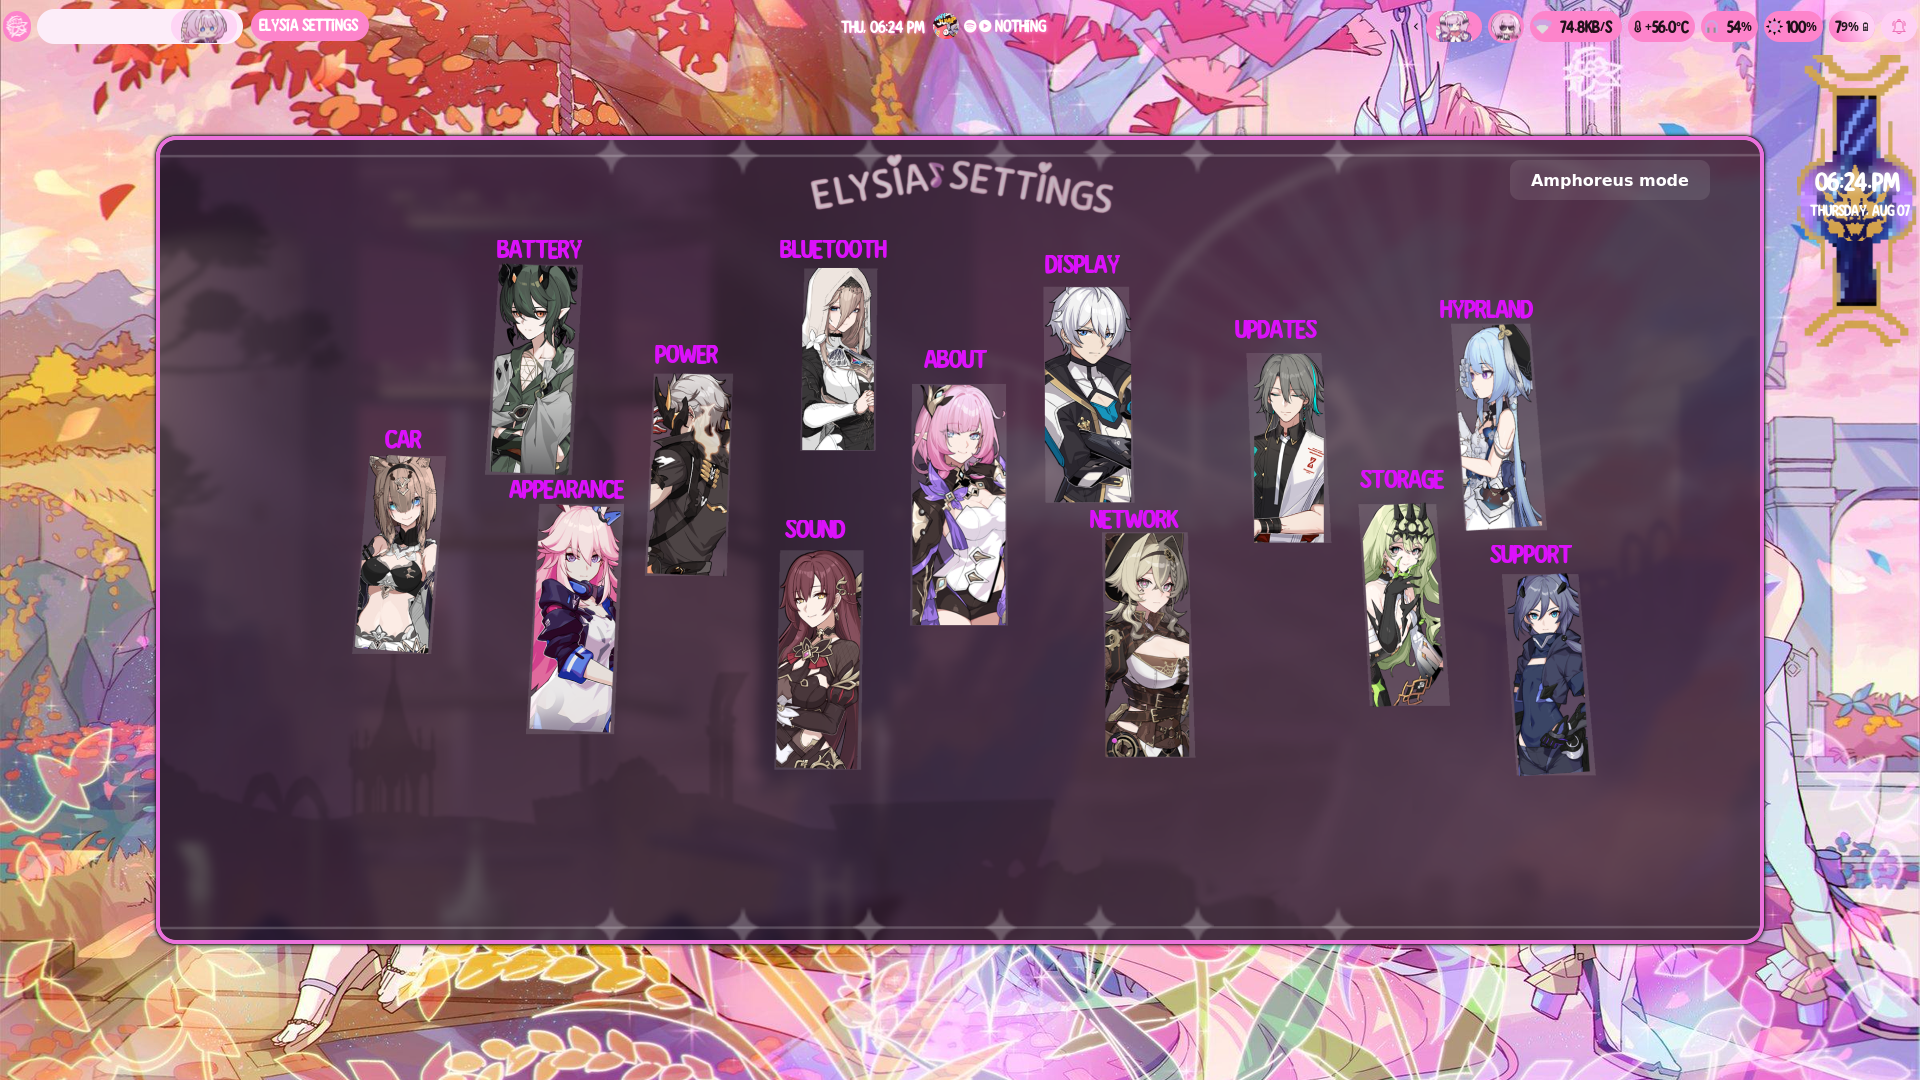 ELYSIA SETTINGS
THU. 06:24 PM
NOTHING
74.8KB/S
+56.0°C
54%
100%
79%
ELYSIA SETTINGS
Amphoreus mode
06:24.PM
THURSDAY, AUG 07
BATTERY
BLUETOOTH
DISPLAY
HYPRLAND
UPDATES
POWER
ABOUT
CAR
STORAGE
APPEARANCE
NETWORK
SOUND
SUPPORT